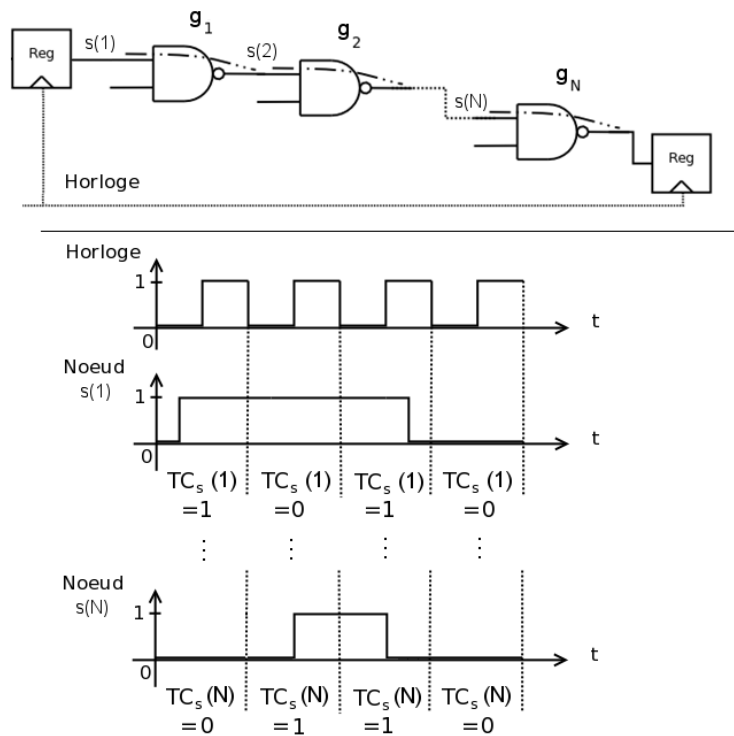 g1 g2
Reg s(1) s(2) gN
s(N)
Reg
Horloge
Horloge
1
0 t
Noeud
s(1)
1
0 t
TCs (1) TCs (1) TCs (1) TCs (1)
=1 =0 =1 =0
⋮ ⋮ ⋮ ⋮
Noeud
s(N)
1
0 t
TCs (N) TCs (N) TCs (N) TCs (N)
=0 =1 =1 =0